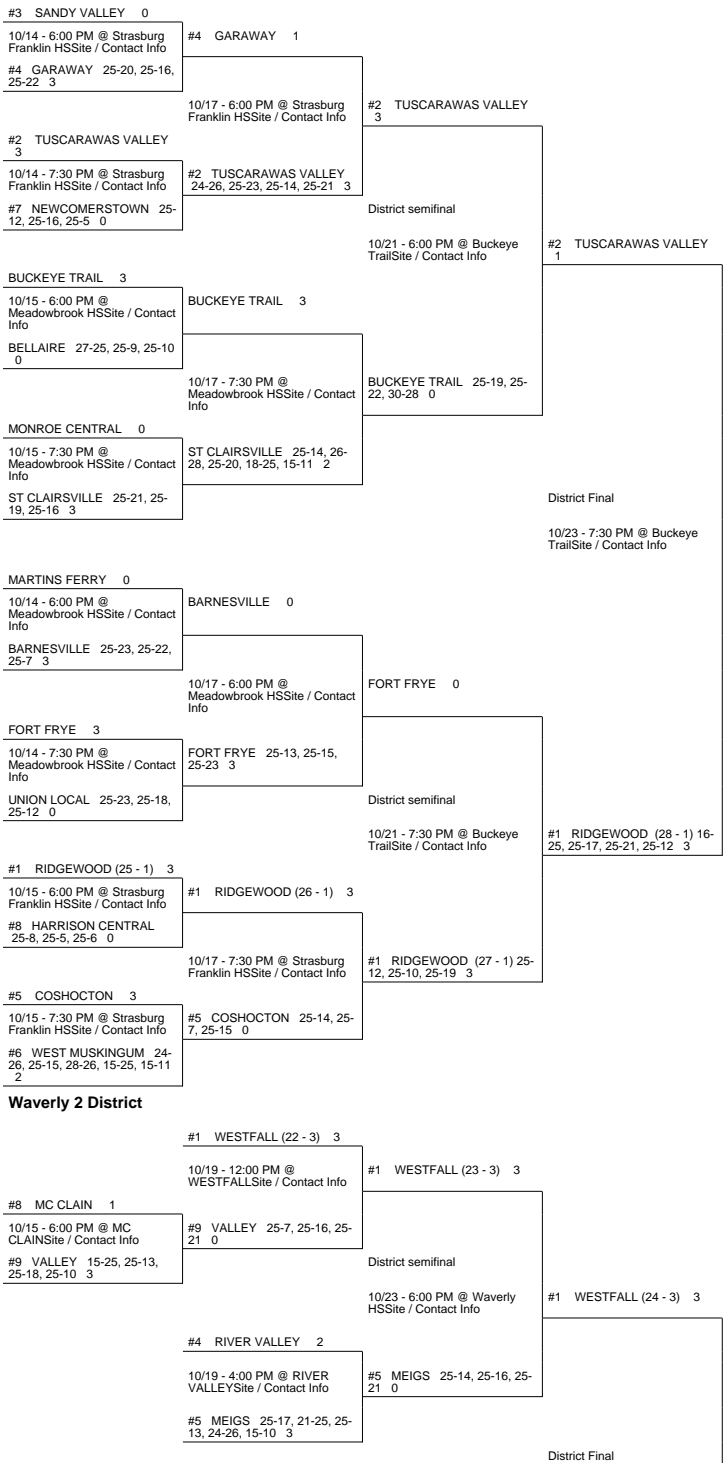 #3 SANDY VALLEY 0
10/14 - 6:00 PM @ Strasburg
Franklin HSSite / Contact Info
#4 GARAWAY 25-20, 25-16,
25-22 3
#4 GARAWAY 1
10/17 - 6:00 PM @ Strasburg
Franklin HSSite / Contact Info
#2 TUSCARAWAS VALLEY
3
#2 TUSCARAWAS VALLEY
3
10/14 - 7:30 PM @ Strasburg
Franklin HSSite / Contact Info
#7 NEWCOMERSTOWN 25-
12, 25-16, 25-5 0
#2 TUSCARAWAS VALLEY
24-26, 25-23, 25-14, 25-21 3
District semifinal
10/21 - 6:00 PM @ Buckeye
TrailSite / Contact Info
#2 TUSCARAWAS VALLEY
1
BUCKEYE TRAIL 3
10/15 - 6:00 PM @
Meadowbrook HSSite / Contact
Info
BELLAIRE 27-25, 25-9, 25-10
0
BUCKEYE TRAIL 3
10/17 - 7:30 PM @
Meadowbrook HSSite / Contact
Info
BUCKEYE TRAIL 25-19, 25-
22, 30-28 0
MONROE CENTRAL 0
10/15 - 7:30 PM @
Meadowbrook HSSite / Contact
Info
ST CLAIRSVILLE 25-21, 25-
19, 25-16 3
ST CLAIRSVILLE 25-14, 26-
28, 25-20, 18-25, 15-11 2
District Final
10/23 - 7:30 PM @ Buckeye
TrailSite / Contact Info
MARTINS FERRY 0
10/14 - 6:00 PM @
Meadowbrook HSSite / Contact
Info
BARNESVILLE 25-23, 25-22,
25-7 3
BARNESVILLE 0
10/17 - 6:00 PM @
Meadowbrook HSSite / Contact
Info
FORT FRYE 0
FORT FRYE 3
10/14 - 7:30 PM @
Meadowbrook HSSite / Contact
Info
UNION LOCAL 25-23, 25-18,
25-12 0
FORT FRYE 25-13, 25-15,
25-23 3
District semifinal
10/21 - 7:30 PM @ Buckeye
TrailSite / Contact Info
#1 RIDGEWOOD (28 - 1) 16-
25, 25-17, 25-21, 25-12 3
#1 RIDGEWOOD (25 - 1) 3
10/15 - 6:00 PM @ Strasburg
Franklin HSSite / Contact Info
#8 HARRISON CENTRAL
25-8, 25-5, 25-6 0
#1 RIDGEWOOD (26 - 1) 3
10/17 - 7:30 PM @ Strasburg
Franklin HSSite / Contact Info
#1 RIDGEWOOD (27 - 1) 25-
12, 25-10, 25-19 3
#5 COSHOCTON 3
10/15 - 7:30 PM @ Strasburg
Franklin HSSite / Contact Info
#6 WEST MUSKINGUM 24-
26, 25-15, 28-26, 15-25, 15-11
2
#5 COSHOCTON 25-14, 25-
7, 25-15 0
Waverly 2 District
#1 WESTFALL (22 - 3) 3
10/19 - 12:00 PM @
WESTFALLSite / Contact Info
#1 WESTFALL (23 - 3) 3
#8 MC CLAIN 1
10/15 - 6:00 PM @ MC
CLAINSite / Contact Info
#9 VALLEY 15-25, 25-13,
25-18, 25-10 3
#9 VALLEY 25-7, 25-16, 25-
21 0
District semifinal
10/23 - 6:00 PM @ Waverly
HSSite / Contact Info
#1 WESTFALL (24 - 3) 3
#4 RIVER VALLEY 2
10/19 - 4:00 PM @ RIVER
VALLEYSite / Contact Info
#5 MEIGS 25-17, 21-25, 25-
13, 24-26, 15-10 3
#5 MEIGS 25-14, 25-16, 25-
21 0
District Final